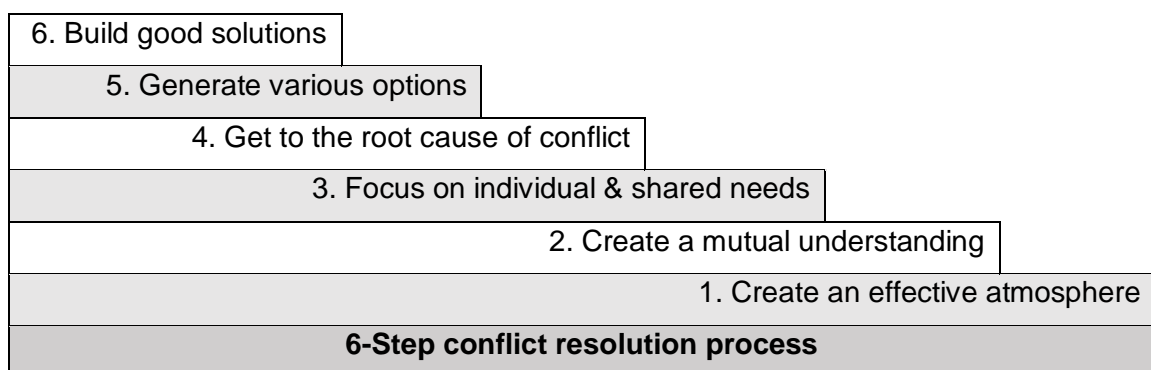 6. Build good solutions
5. Generate various options
4. Get to the root cause of conflict
3. Focus on individual & shared needs
2. Create a mutual understanding
1. Create an effective atmosphere
6-Step conflict resolution process